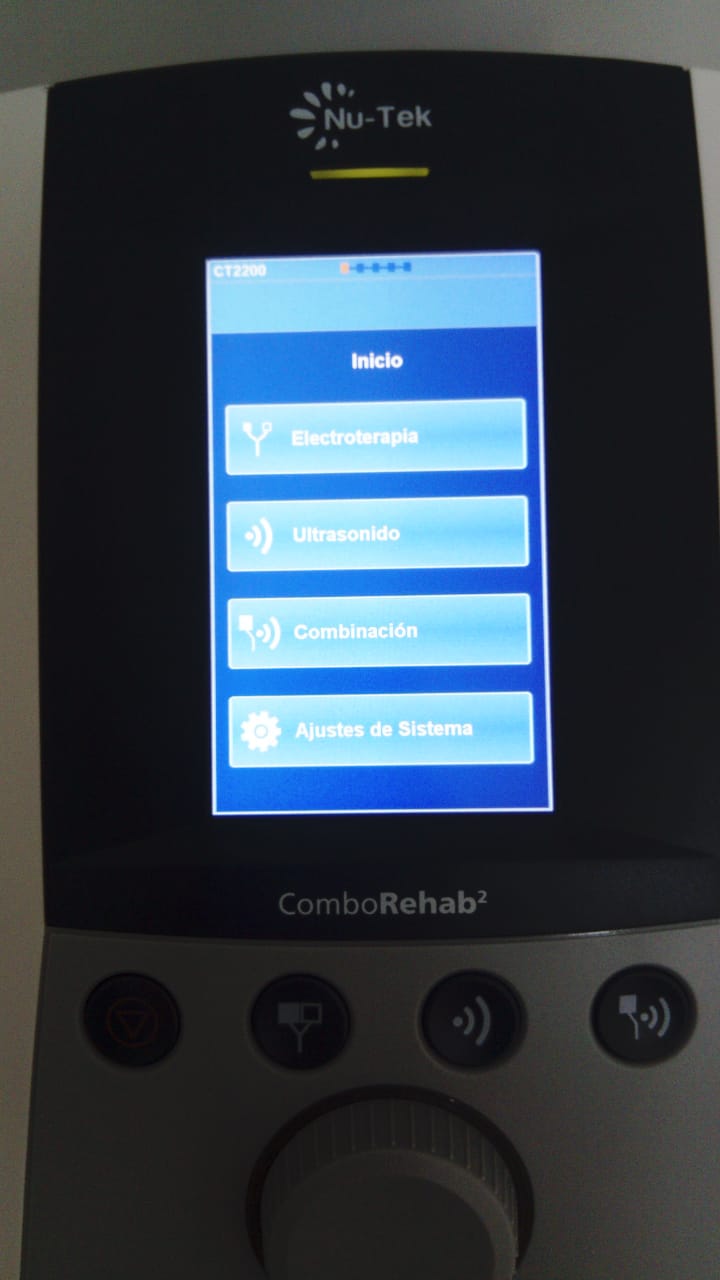 Nu-Tek
CT2200
Inicio
Electroterapia
Ultrasonido
Combinación
Ajustes de Sistema
ComboRehab²